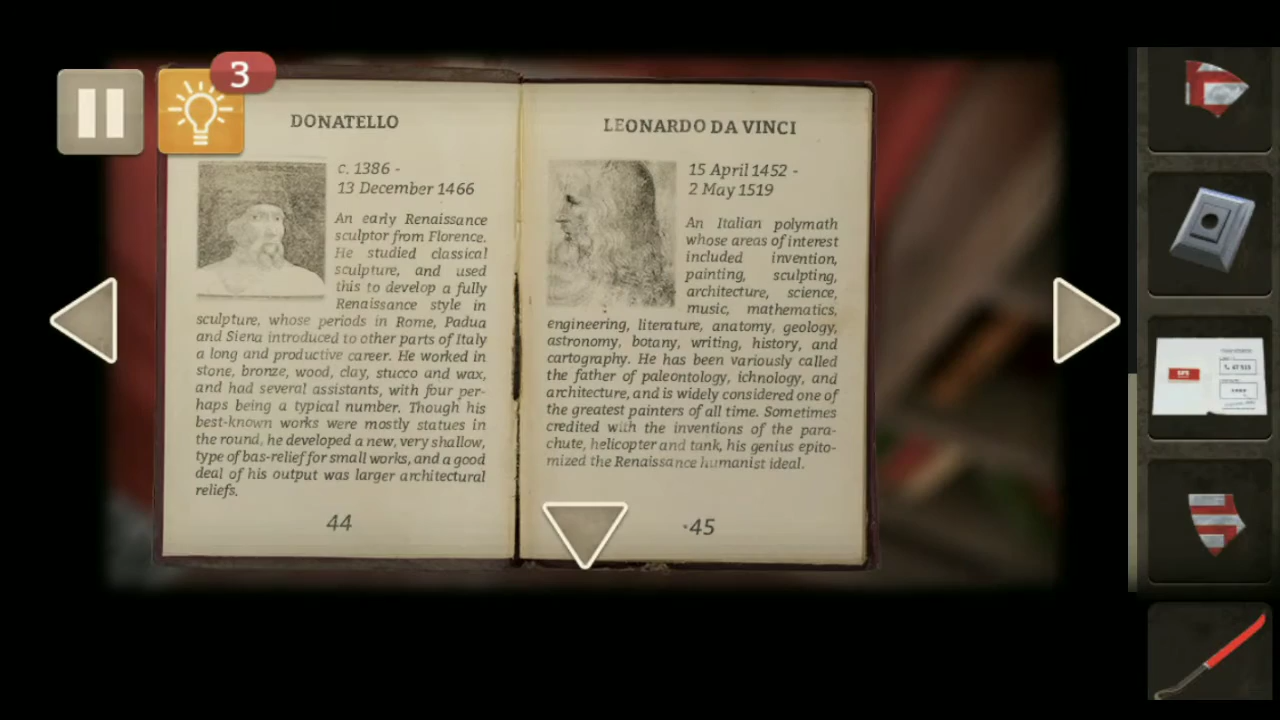 3
DONATELLO
c. 1386 -
13 December 1466
An early Renaissance
sculptor from Florence.
He studied classical
sculpture, and used
this to develop a fully
Renaissance style in
sculpture, whose periods in Rome, Padua
and Siena introduced to other parts of Italy
a long and productive career. He worked in
stone, bronze, wood, clay, stucco and wax,
and had several assistants, with four per-
haps being a typical number. Though his
best-known works were mostly statues in
the round, he developed a new, very shallow,
type of bas-relief for small works, and a good
deal of his output was larger architectural
reliefs.
44
LEONARDO DA VINCI
15 April 1452 -
2 May 1519
An Italian polymath
whose areas of interest
included invention,
painting, sculpting,
architecture, science,
music, mathematics,
engineering, literature, anatomy, geology,
astronomy, botany, writing, history, and
cartography. He has been variously called
the father of paleontology, ichnology, and
architecture, and is widely considered one of
the greatest painters of all time. Sometimes
credited with the inventions of the para-
chute, helicopter and tank, his genius epito-
mized the Renaissance humanist ideal.
45